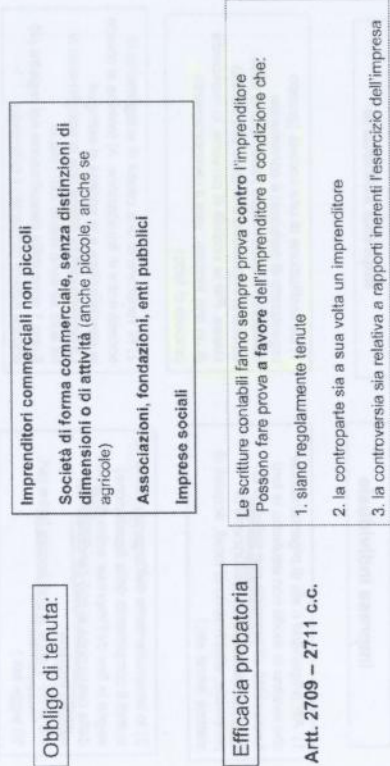 Obbligo di tenuta:
Imprenditori commerciali non piccoli
Società di forma commerciale, senza distinzioni di
dimensioni o di attività (anche piccole, anche se
agricole)
Associazioni, fondazioni, enti pubblici
Imprese sociali
Efficacia probatoria
Artt. 2709 – 2711 c.c.
Le scritture contabili fanno sempre prova contro l'imprenditore
Possono fare prova a favore dell'imprenditore a condizione che:
1. siano regolarmente tenute
2. la controparte sia a sua volta un imprenditore
3. la controversia sia relativa a rapporti inerenti l'esercizio dell'impresa